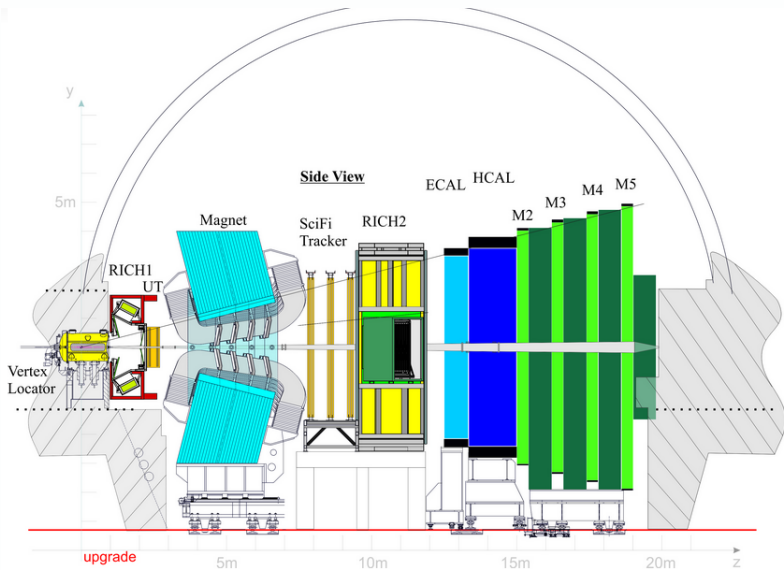 y
5m
Side View
ECAL
HCAL
M2
M3
M4
M5
Magnet
SciFi
Tracker
RICH2
RICH1
UT
Vertex
Locator
upgrade
5m
10m
15m
20m
z